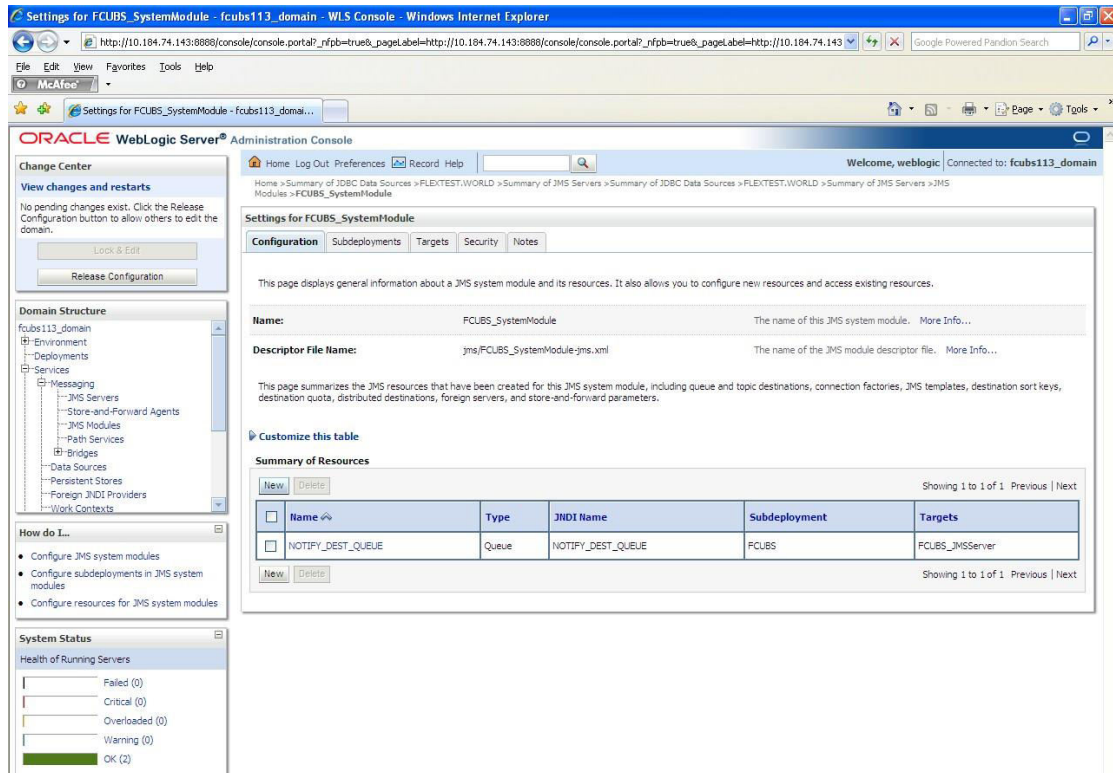 Settings for FCUBS_SystemModule - fcubs113_domain - WLS Console - Windows Internet Explorer
http://10.184.74.143:8888/console/console.portal?_nfpb=true&_pageLabel=http://10.184.74.143:8888/console/console.portal?_nfpb=true&_pageLabel=http://10.184.74.143
Google Powered Pandion Search
File Edit View Favorites Tools Help
McAfee
Settings for FCUBS_SystemModule - fcubs113_domai...
Page Tools
ORACLE WebLogic Server® Administration Console
Change Center
View changes and restarts
No pending changes exist. Click the Release
Configuration button to allow others to edit the
domain.
Lock & Edit
Release Configuration
Domain Structure
fcubs113_domain
Environment
Deployments
Services
Messaging
JMS Servers
Store-and-Forward Agents
JMS Modules
Path Services
Bridges
Data Sources
Persistent Stores
Foreign JNDI Providers
Work Contexts
How do I...
Configure JMS system modules
Configure subdeployments in JMS system
modules
Configure resources for JMS system modules
System Status
Health of Running Servers
Failed (0)
Critical (0)
Overloaded (0)
Warning (0)
OK (2)
Home Log Out Preferences Record Help
Welcome, weblogic Connected to: fcubs113_domain
Home >Summary of JDBC Data Sources >FLEXTEST.WORLD >Summary of JMS Servers >Summary of JDBC Data Sources >FLEXTEST.WORLD >Summary of JMS Servers >JMS
Modules >FCUBS_SystemModule
Settings for FCUBS_SystemModule
Configuration Subdeployments Targets Security Notes
This page displays general information about a JMS system module and its resources. It also allows you to configure new resources and access existing resources.
Name: FCUBS_SystemModule The name of this JMS system module. More Info...
Descriptor File Name: jms/FCUBS_SystemModule-jms.xml The name of the JMS module descriptor file. More Info...
This page summarizes the JMS resources that have been created for this JMS system module, including queue and topic destinations, connection factories, JMS templates, destination sort keys,
destination quota, distributed destinations, foreign servers, and store-and-forward parameters.
Customize this table
Summary of Resources
New Delete Showing 1 to 1 of 1 Previous | Next
Name Type JNDI Name Subdeployment Targets
NOTIFY_DEST_QUEUE Queue NOTIFY_DEST_QUEUE FCUBS FCUBS_JMSServer
New Delete Showing 1 to 1 of 1 Previous | Next